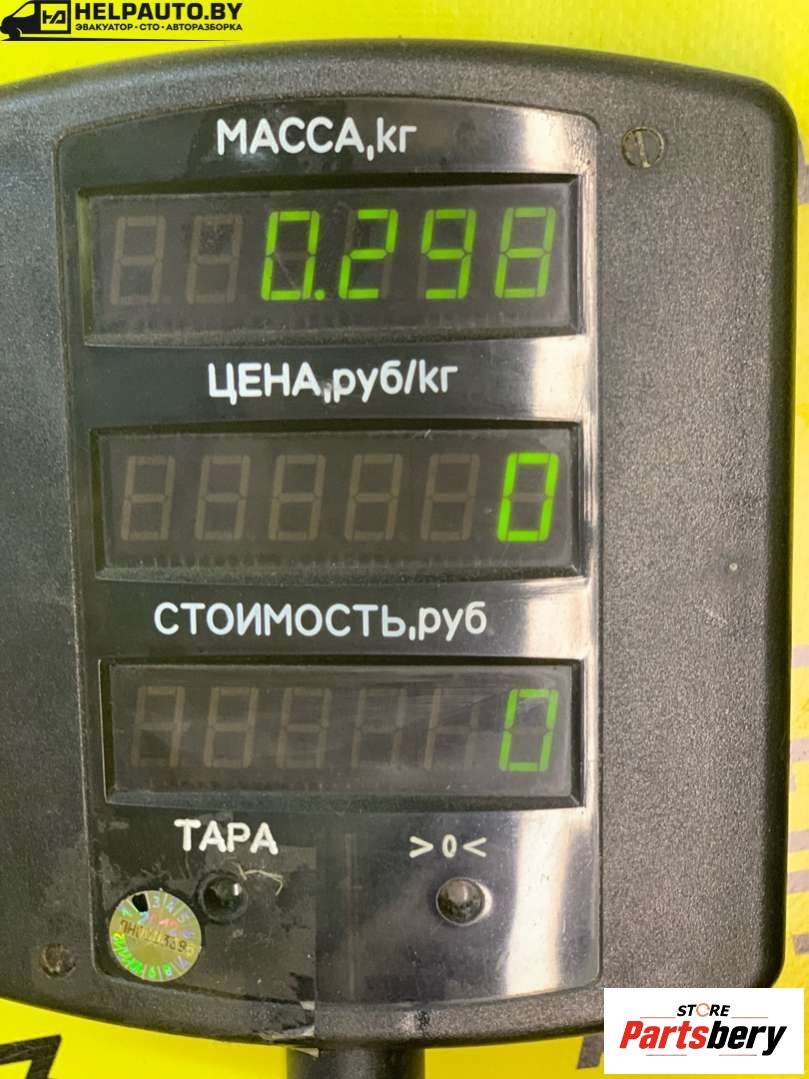 HELPAUTO.BY
ЭВАКУАТОР • СТО • АВТОРАЗБОРКА
МАССА,кг
0.298
ЦЕНА,руб/кг
0
СТОИМОСТЬ,руб
0
ТАРА
>0<
STORE
Partsbery